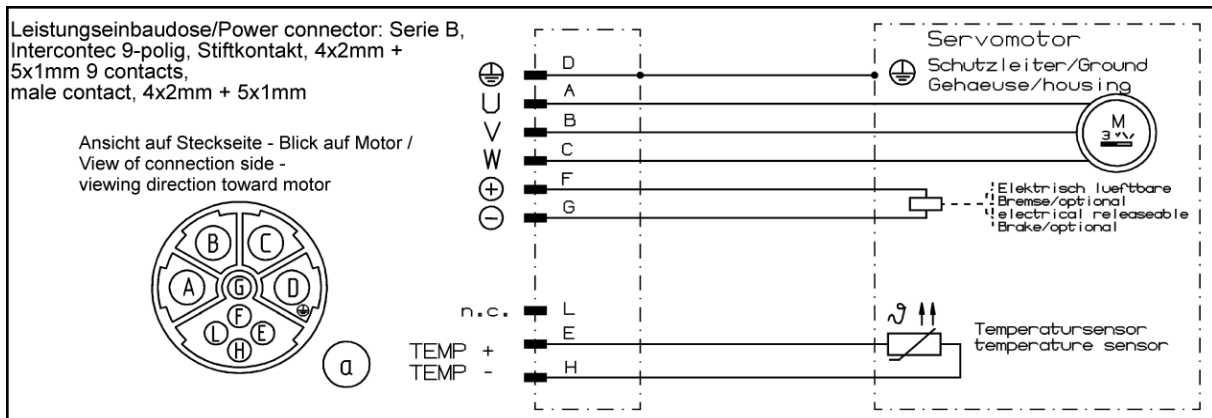 Leistungseinbaudose/Power connector: Serie B,
Intercontec 9-polig, Stiftkontakt, 4x2mm +
5x1mm 9 contacts,
male contact, 4x2mm + 5x1mm
Ansicht auf Steckseite - Blick auf Motor /
View of connection side -
viewing direction toward motor
B C
A G D
F
L E
H
a
D
U A
V B
W C
+ F
- G
n.c. L
TEMP + E
TEMP - H
Servomotor
Schutzleiter/Ground
Gehaeuse/housing
M
3 ~
Elektrisch lueftbare
Bremse/optional
electrical releaseable
Brake/optional
ϑ
Temperatursensor
temperature sensor